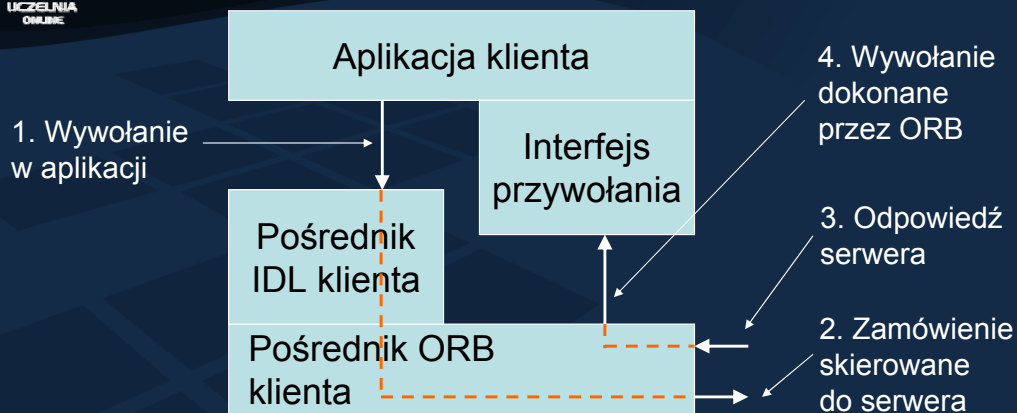 UCZELNIA
ONLINE
Aplikacja klienta
1. Wywołanie
w aplikacji
Interfejs
przywołania
4. Wywołanie
dokonane
przez ORB
Pośrednik
IDL klienta
3. Odpowiedź
serwera
Pośrednik ORB
klienta
2. Zamówienie
skierowane
do serwera